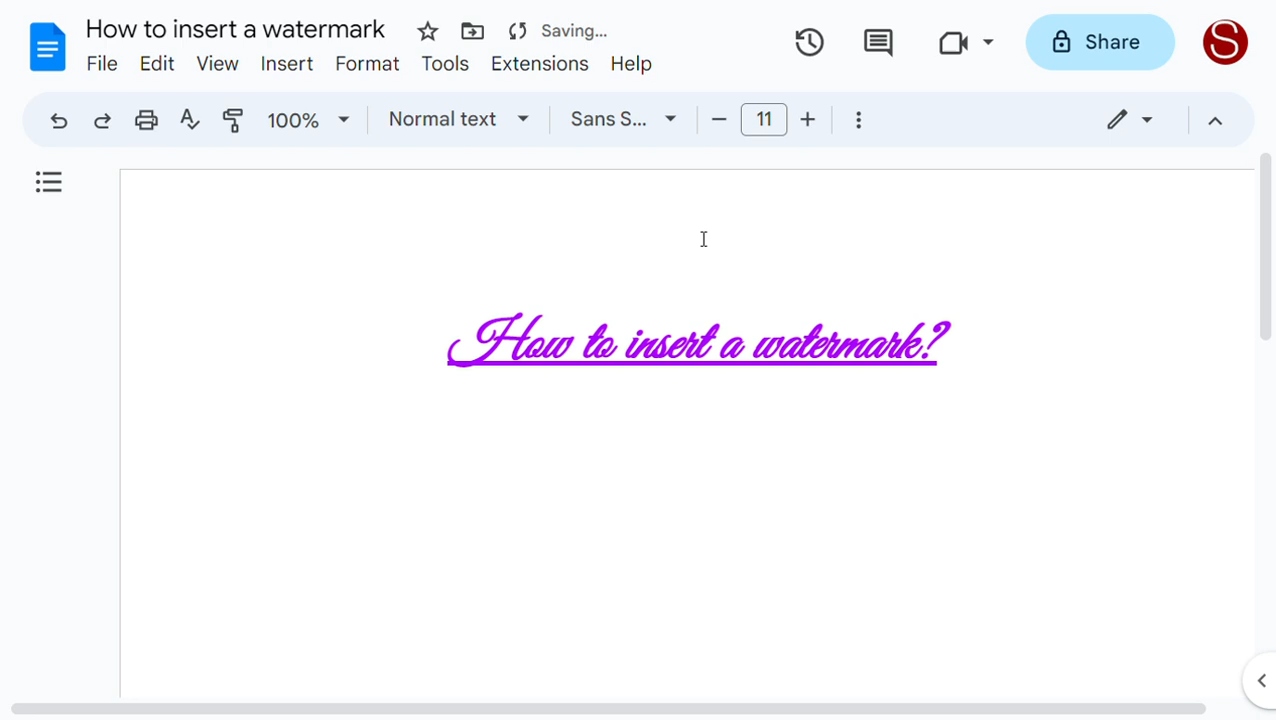 How to insert a watermark
Saving...
Share
S
File Edit View Insert Format Tools Extensions Help
100% Normal text Sans S... 11
How to insert a watermark?